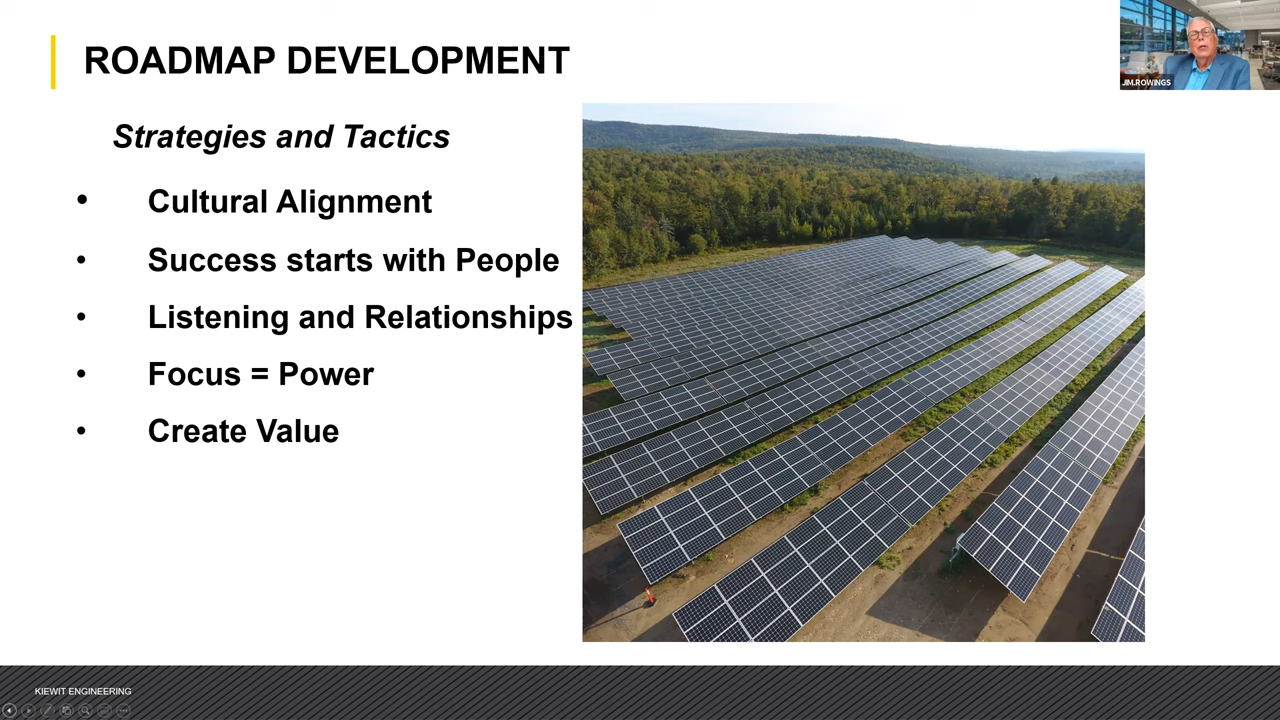 ROADMAP DEVELOPMENT
JIM.ROWINGS
Strategies and Tactics
• Cultural Alignment
• Success starts with People
• Listening and Relationships
• Focus = Power
• Create Value
KIEWIT ENGINEERING